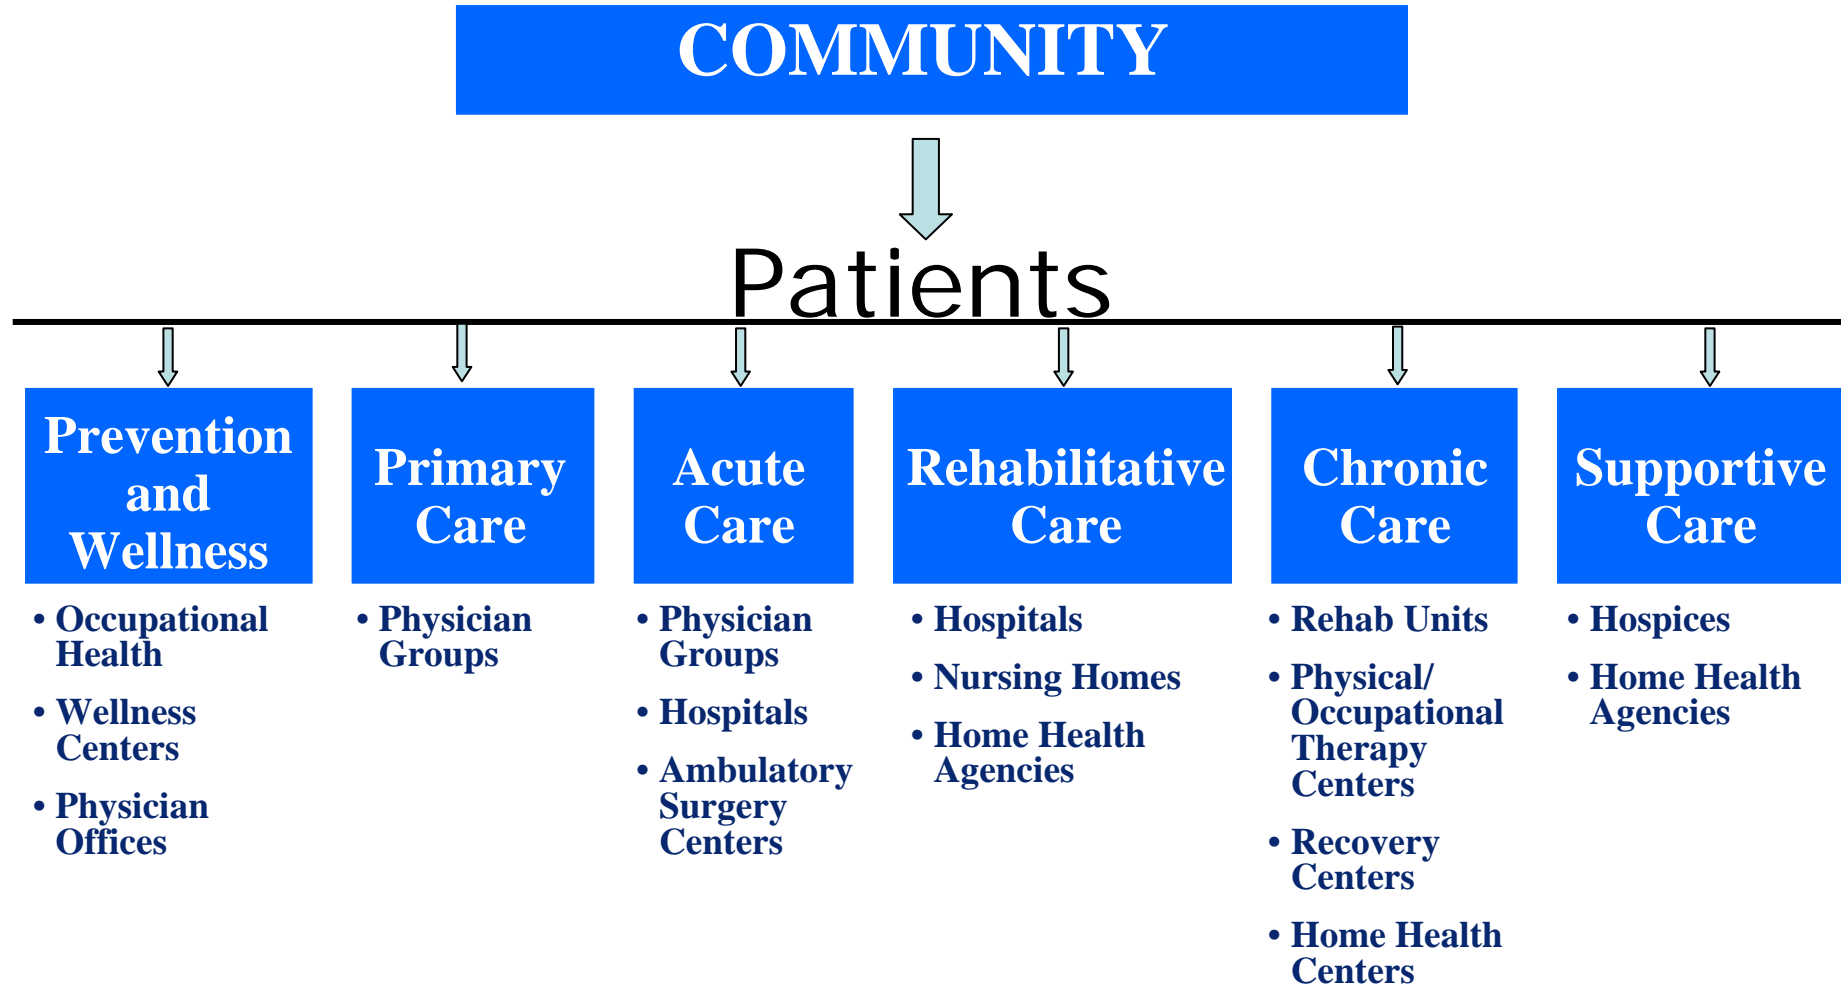 COMMUNITY
Patients
Prevention
and
Wellness
• Occupational
Health
• Wellness
Centers
• Physician
Offices
Primary
Care
• Physician
Groups
Acute
Care
• Physician
Groups
• Hospitals
• Ambulatory
Surgery
Centers
Rehabilitative
Care
• Hospitals
• Nursing Homes
• Home Health
Agencies
Chronic
Care
• Rehab Units
• Physical/
Occupational
Therapy
Centers
• Recovery
Centers
• Home Health
Centers
Supportive
Care
• Hospices
• Home Health
Agencies